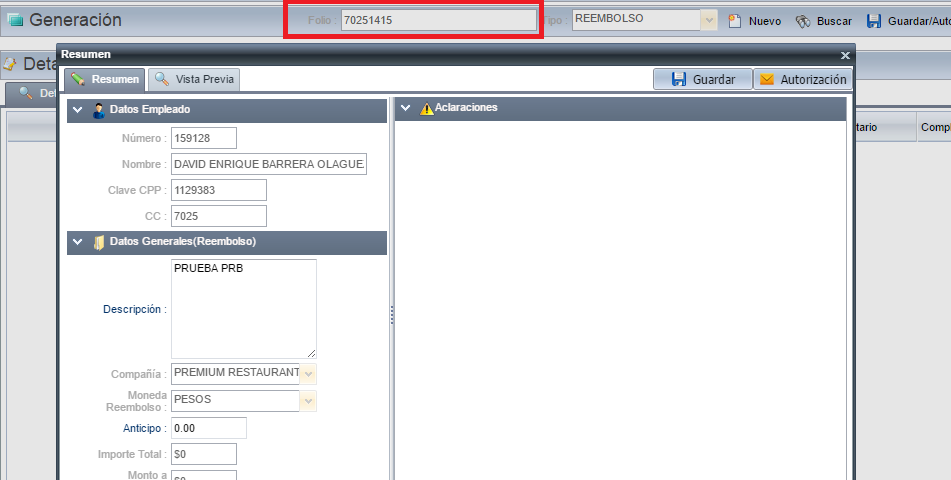 Generación
Folio : 70251415 Tipo : REEMBOLSO Nuevo Buscar Guardar/Auto
Deta
Resumen x
Det
Resumen Vista Previa Guardar Autorización
Datos Empleado
Aclaraciones
tario Compl
Número : 159128
Nombre : DAVID ENRIQUE BARRERA OLAGUE
Clave CPP : 1129383
CC : 7025
Datos Generales(Reembolso)
Descripción : PRUEBA PRB
Compañía : PREMIUM RESTAURANT
Moneda
Reembolso : PESOS
Anticipo : 0.00
Importe Total : $0
Monto a
$0